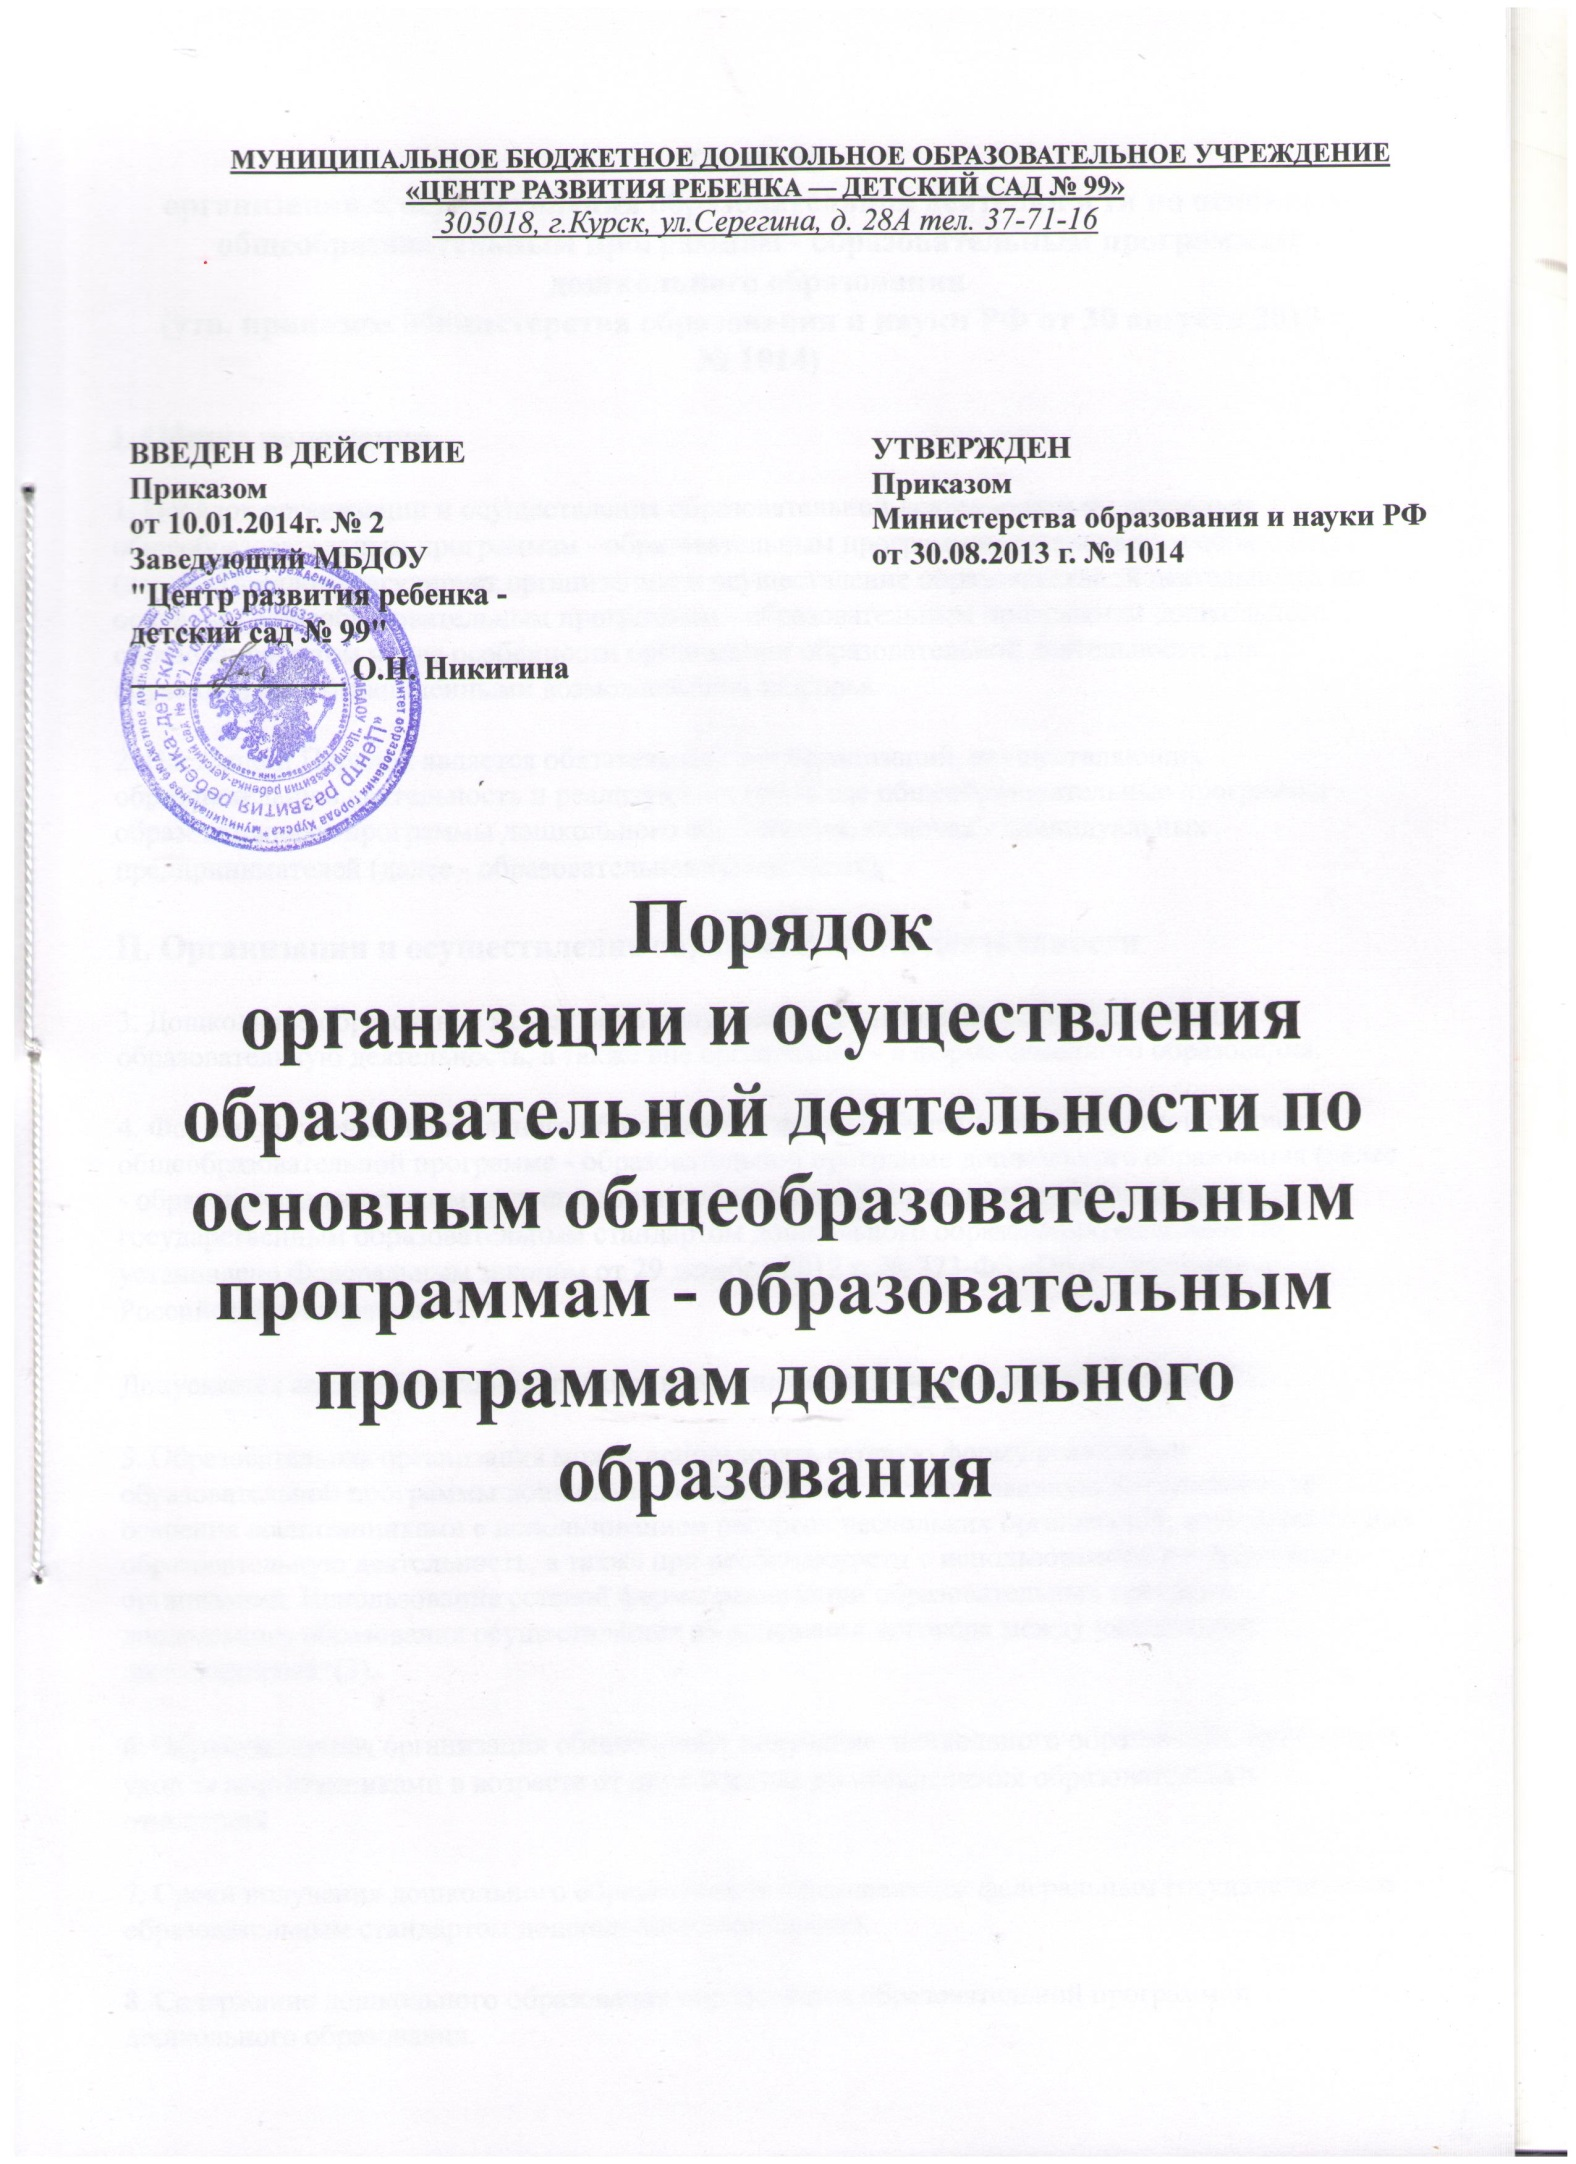 МУНИЦИПАЛЬНОЕ БЮДЖЕТНОЕ ДОШКОЛЬНОЕ ОБРАЗОВАТЕЛЬНОЕ УЧРЕЖДЕНИЕ
«ЦЕНТР РАЗВИТИЯ РЕБЕНКА — ДЕТСКИЙ САД № 99»
305018, г.Курск, ул.Серегина, д. 28А тел. 37-71-16
ВВЕДЕН В ДЕЙСТВИЕ
Приказом
от 10.01.2014г. № 2
Заведующий МБДОУ
"Центр развития ребенка -
детский сад № 99"
О.Н. Никитина
УТВЕРЖДЕН
Приказом
Министерства образования и науки РФ
от 30.08.2013 г. № 1014
Порядок
организации и осуществления
образовательной деятельности по
основным общеобразовательным
программам - образовательным
программам дошкольного
образования